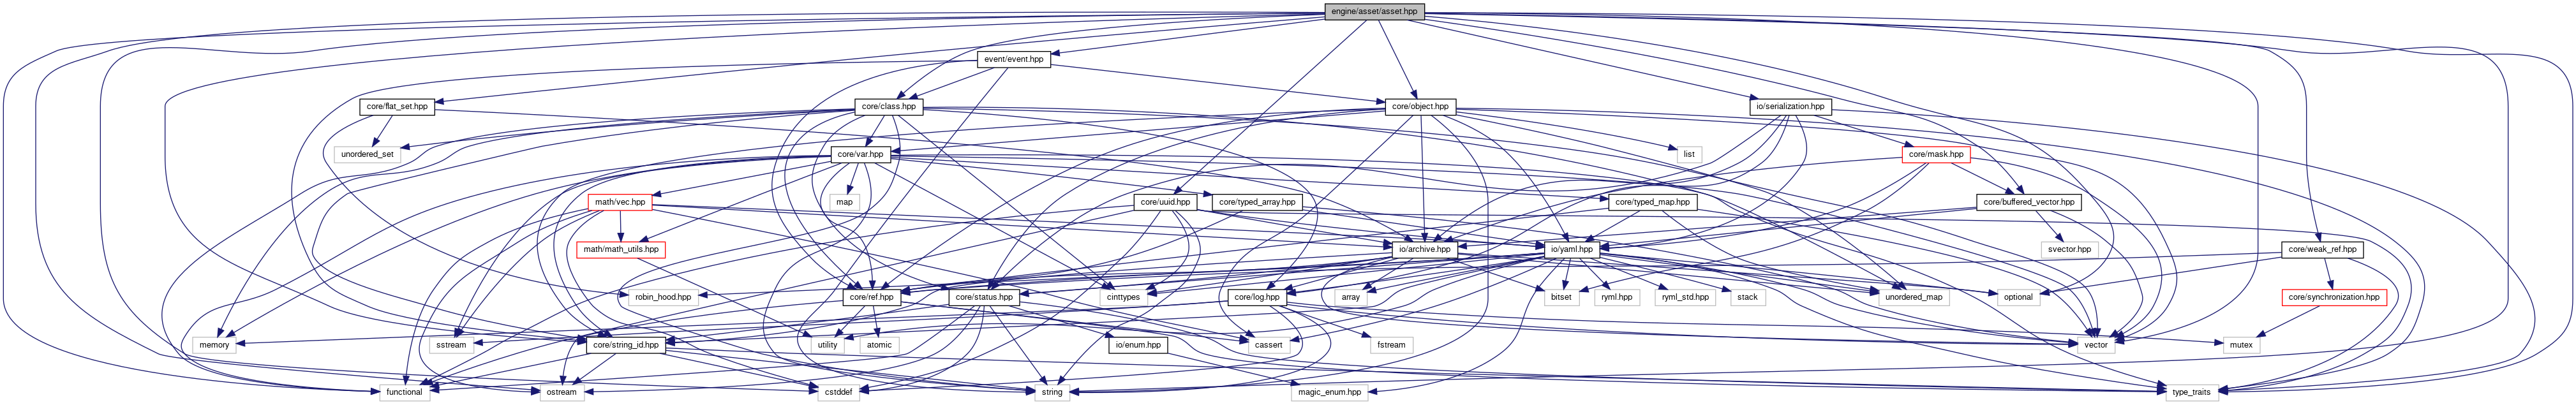 engine/asset/asset.hpp
event/event.hpp
core/flat_set.hpp
core/class.hpp
core/object.hpp
io/serialization.hpp
unordered_set
core/var.hpp
list
core/mask.hpp
map
math/vec.hpp
core/uuid.hpp
core/typed_array.hpp
core/typed_map.hpp
core/buffered_vector.hpp
math/math_utils.hpp
io/archive.hpp
io/yaml.hpp
svector.hpp
core/weak_ref.hpp
robin_hood.hpp
core/ref.hpp
core/status.hpp
cinttypes
core/log.hpp
array
bitset
ryml.hpp
ryml_std.hpp
stack
unordered_map
optional
core/synchronization.hpp
memory
sstream
core/string_id.hpp
utility
atomic
io/enum.hpp
cassert
fstream
vector
mutex
functional
ostream
cstddef
string
magic_enum.hpp
type_traits